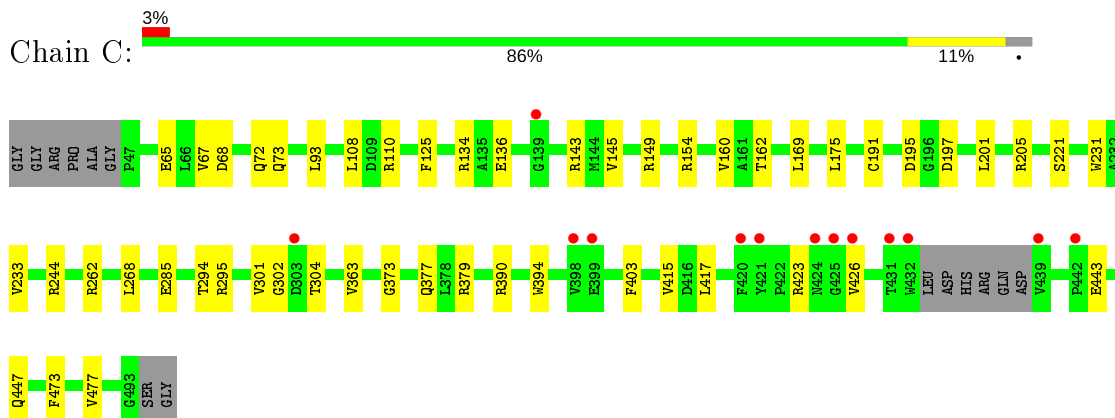 3%
Chain C:
86%
11%
•
GLY GLY ARG PRO ALA GLY P47 E65 L66 V67 D68 Q72 Q73 L93 L108 D109 R110 F125 R134 A135 E136 G139 R143 M144 V145 R149 R154 V160 A161 T162 L169 L175 C191 D195 G196 D197 L201 R205 S221 W231 A232
V233 R244 R262 L268 E285 T294 R295 V301 G302 D303 T304 V363 G373 Q377 L378 R379 R390 W394 V398 E399 F403 V415 D416 L417 F420 Y421 P422 R423 N424 G425 V426 T431 W432 LEU ASP HIS ARG GLN ASP V439 P442 E443
Q447 F473 V477 G493 SER GLY